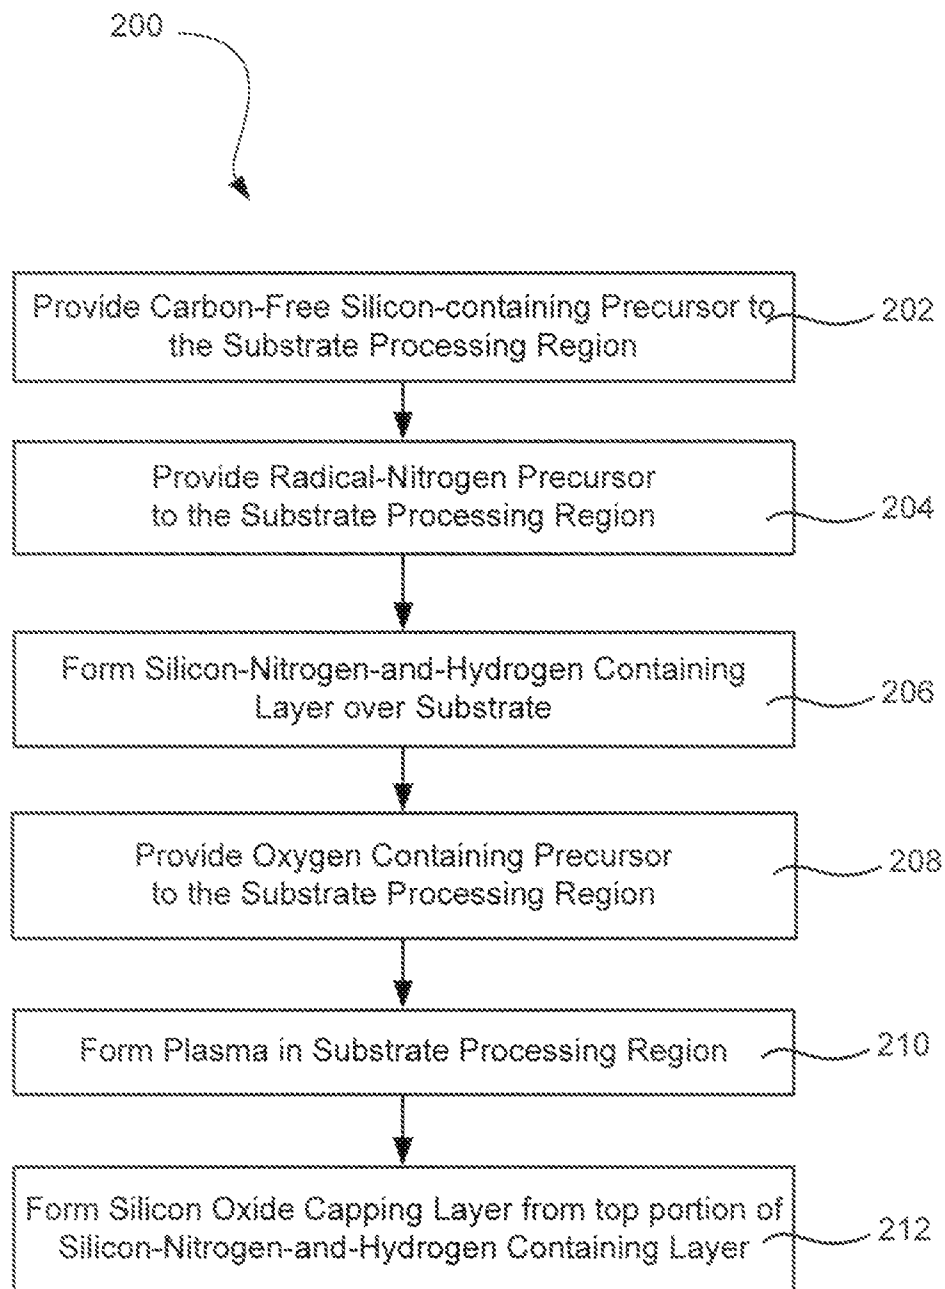 200
Provide Carbon-Free Silicon-containing Precursor to
the Substrate Processing Region
202
Provide Radical-Nitrogen Precursor
to the Substrate Processing Region
204
Form Silicon-Nitrogen-and-Hydrogen Containing
Layer over Substrate
206
Provide Oxygen Containing Precursor
to the Substrate Processing Region
208
Form Plasma in Substrate Processing Region
210
Form Silicon Oxide Capping Layer from top portion of
Silicon-Nitrogen-and-Hydrogen Containing Layer
212